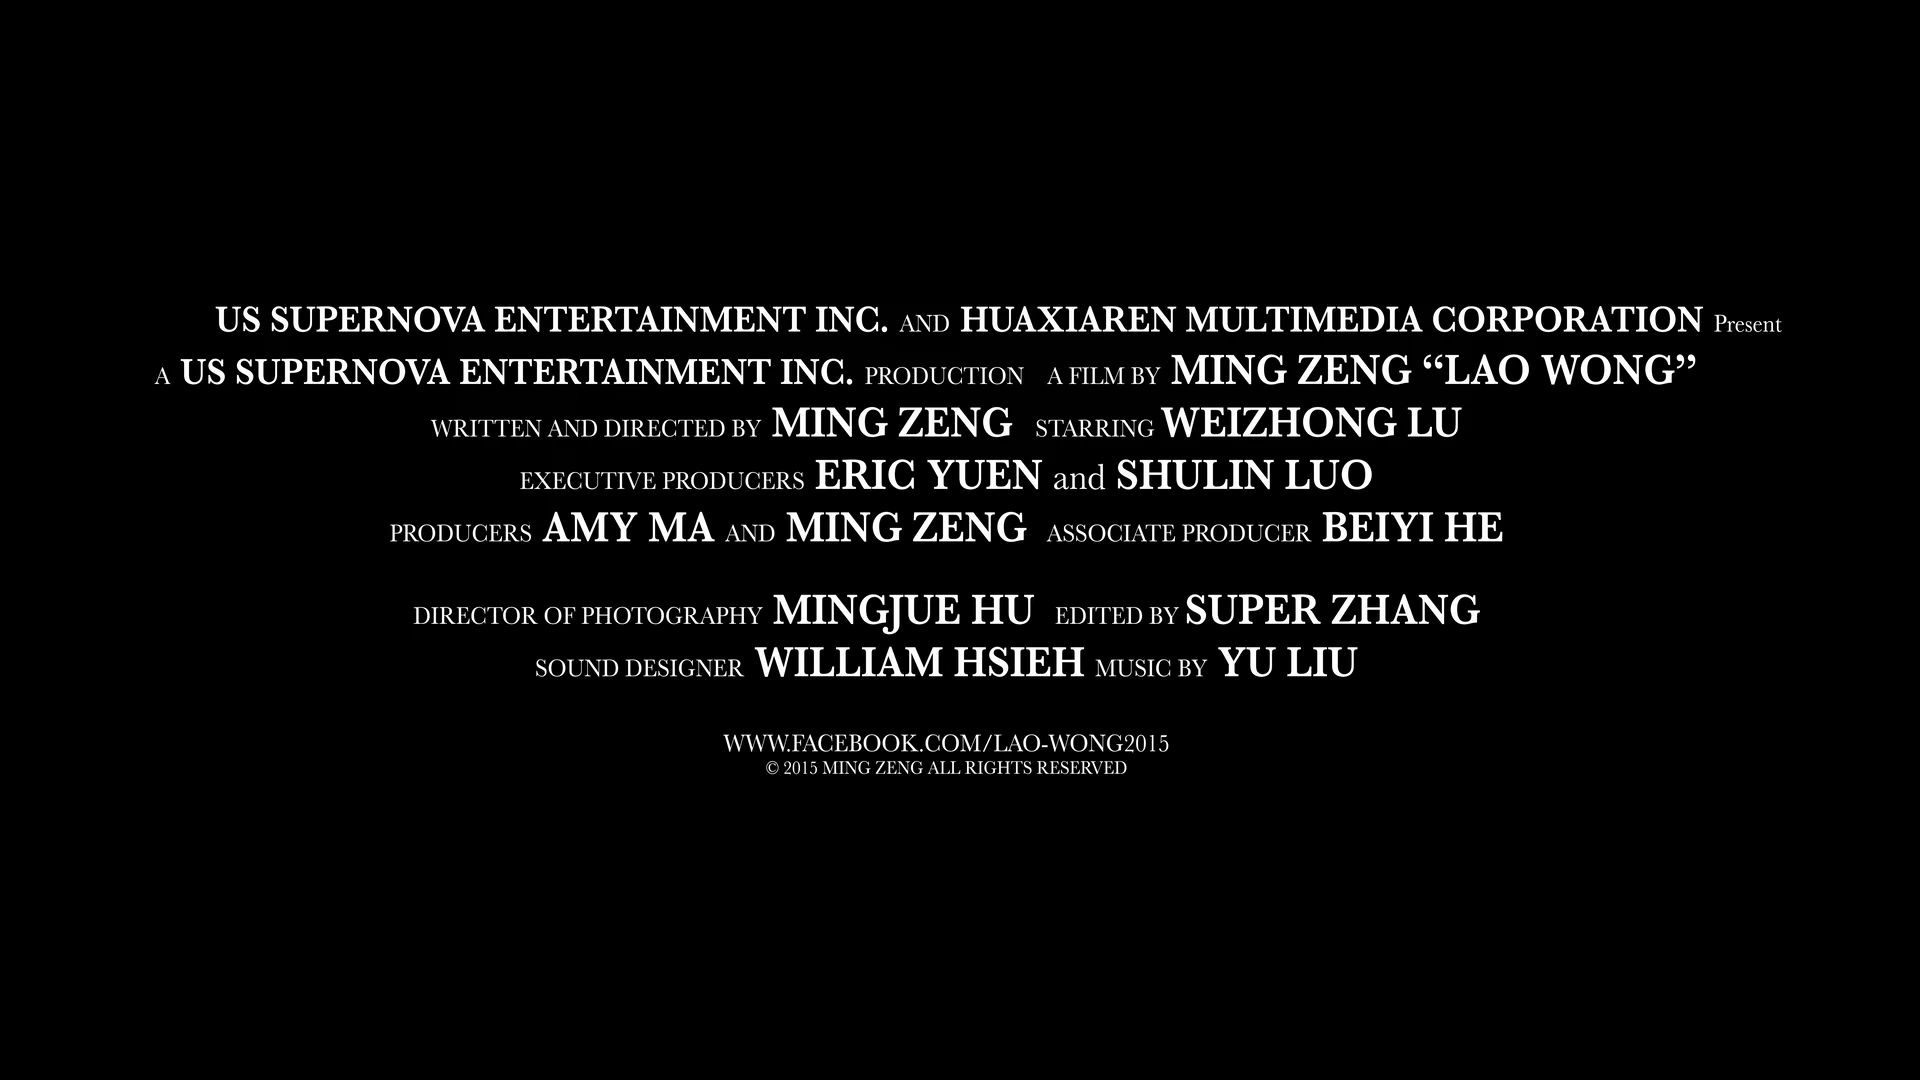 US SUPERNOVA ENTERTAINMENT INC. AND HUAXIAREN MULTIMEDIA CORPORATION Present
A US SUPERNOVA ENTERTAINMENT INC. PRODUCTION A FILM BY MING ZENG “LAO WONG”
WRITTEN AND DIRECTED BY MING ZENG STARRING WEIZHONG LU
EXECUTIVE PRODUCERS ERIC YUEN and SHULIN LUO
PRODUCERS AMY MA AND MING ZENG ASSOCIATE PRODUCER BEIYI HE
DIRECTOR OF PHOTOGRAPHY MINGJUE HU EDITED BY SUPER ZHANG
SOUND DESIGNER WILLIAM HSIEH MUSIC BY YU LIU
WWW.FACEBOOK.COM/LAO-WONG2015
© 2015 MING ZENG ALL RIGHTS RESERVED